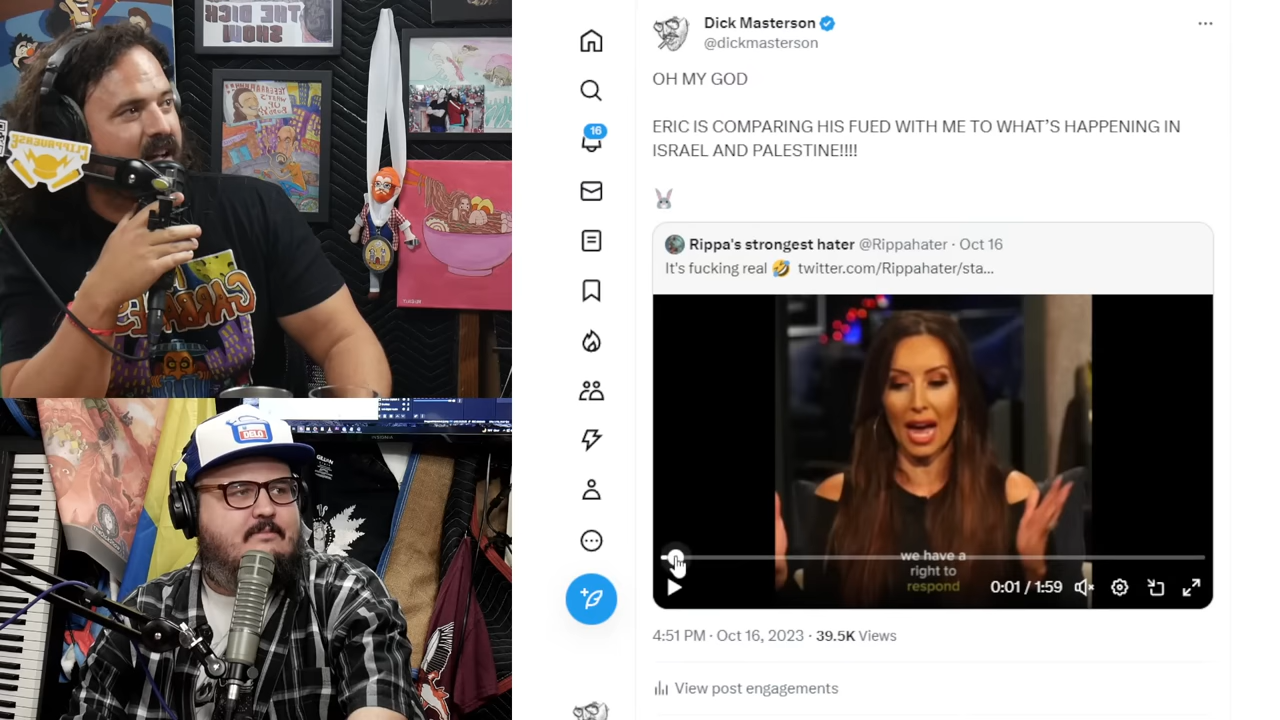 THE DICK
SHOW
DELO
16
Dick Masterson
@dickmasterson
OH MY GOD
ERIC IS COMPARING HIS FUED WITH ME TO WHAT’S HAPPENING IN
ISRAEL AND PALESTINE!!!!
Rippa's strongest hater @Rippahater · Oct 16
It's fucking real 🤣 twitter.com/Rippahater/sta…
we have a
right to
respond
0:01 / 1:59
4:51 PM · Oct 16, 2023 · 39.5K Views
View post engagements